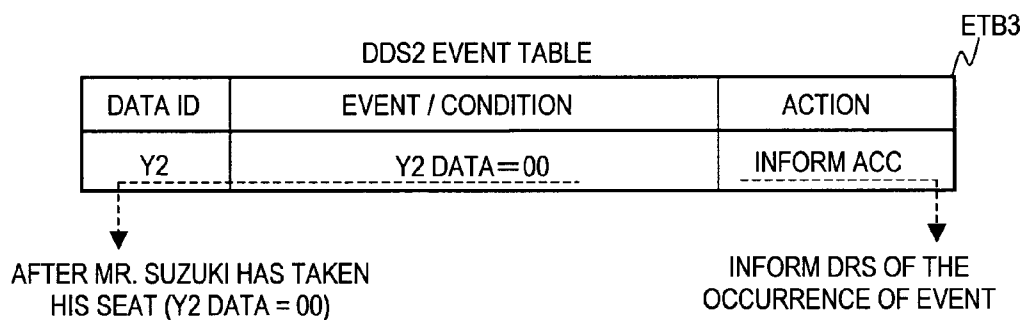 ETB3
DDS2 EVENT TABLE
DATA ID EVENT / CONDITION ACTION
Y2 Y2 DATA=00 INFORM ACC
AFTER MR. SUZUKI HAS TAKEN
HIS SEAT (Y2 DATA = 00)
INFORM DRS OF THE
OCCURRENCE OF EVENT